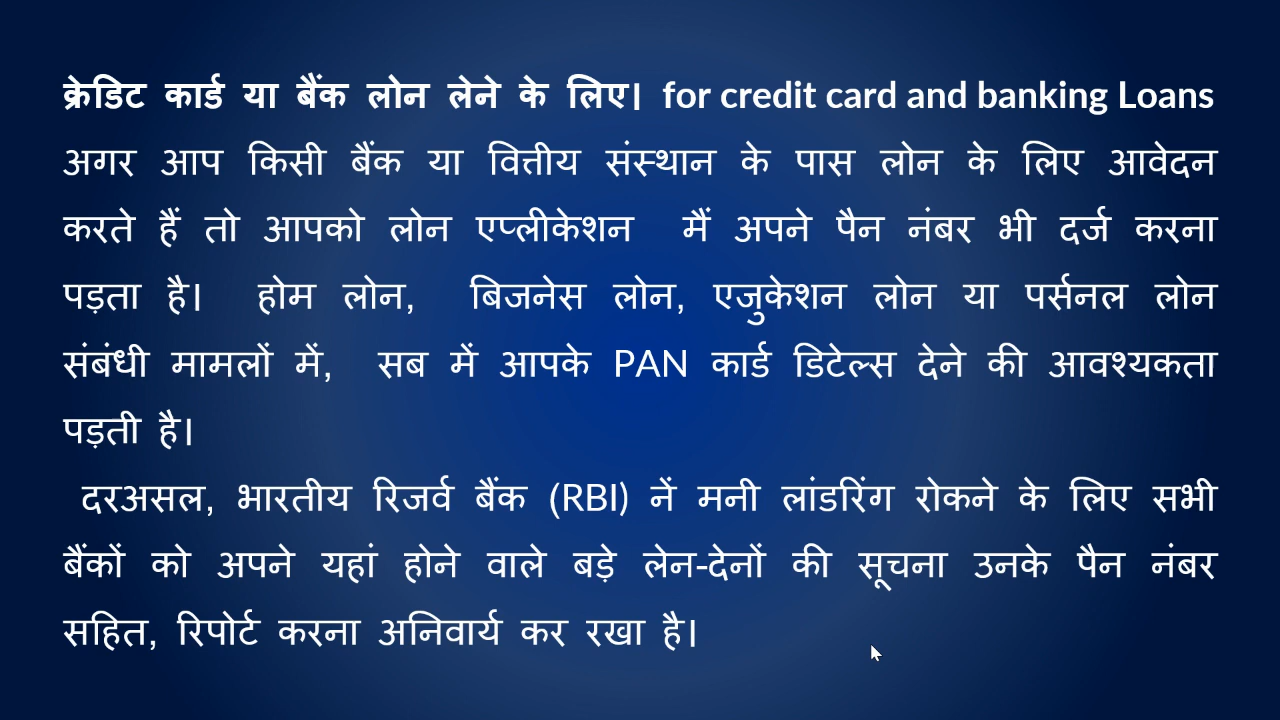 क्रेडिट कार्ड या बैंक लोन लेने के लिए। for credit card and banking Loans
अगर आप किसी बैंक या वित्तीय संस्थान के पास लोन के लिए आवेदन
करते हैं तो आपको लोन एप्लीकेशन मैं अपने पैन नंबर भी दर्ज करना
पड़ता है। होम लोन, बिजनेस लोन, एजुकेशन लोन या पर्सनल लोन
संबंधी मामलों में, सब में आपके PAN कार्ड डिटेल्स देने की आवश्यकता
पड़ती है।
दरअसल, भारतीय रिजर्व बैंक (RBI) नें मनी लांडरिंग रोकने के लिए सभी
बैंकों को अपने यहां होने वाले बड़े लेन-देनों की सूचना उनके पैन नंबर
सहित, रिपोर्ट करना अनिवार्य कर रखा है।